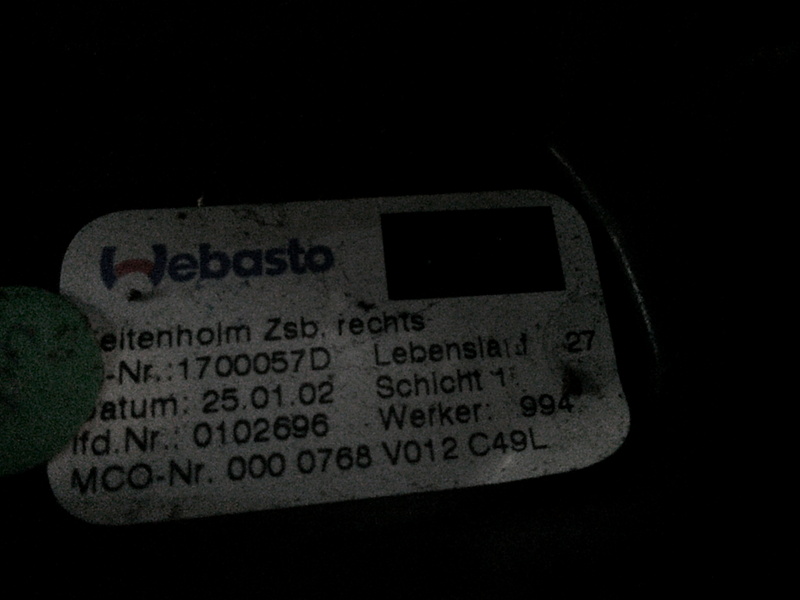 Webasto
eitenholm Zsb. rechts
-Nr.:1700057D
27
atum: 25.01.02 Schicht 1
lfd.Nr.: 0102696 Werker: 994
MCO-Nr. 000 0768 V012 C49L